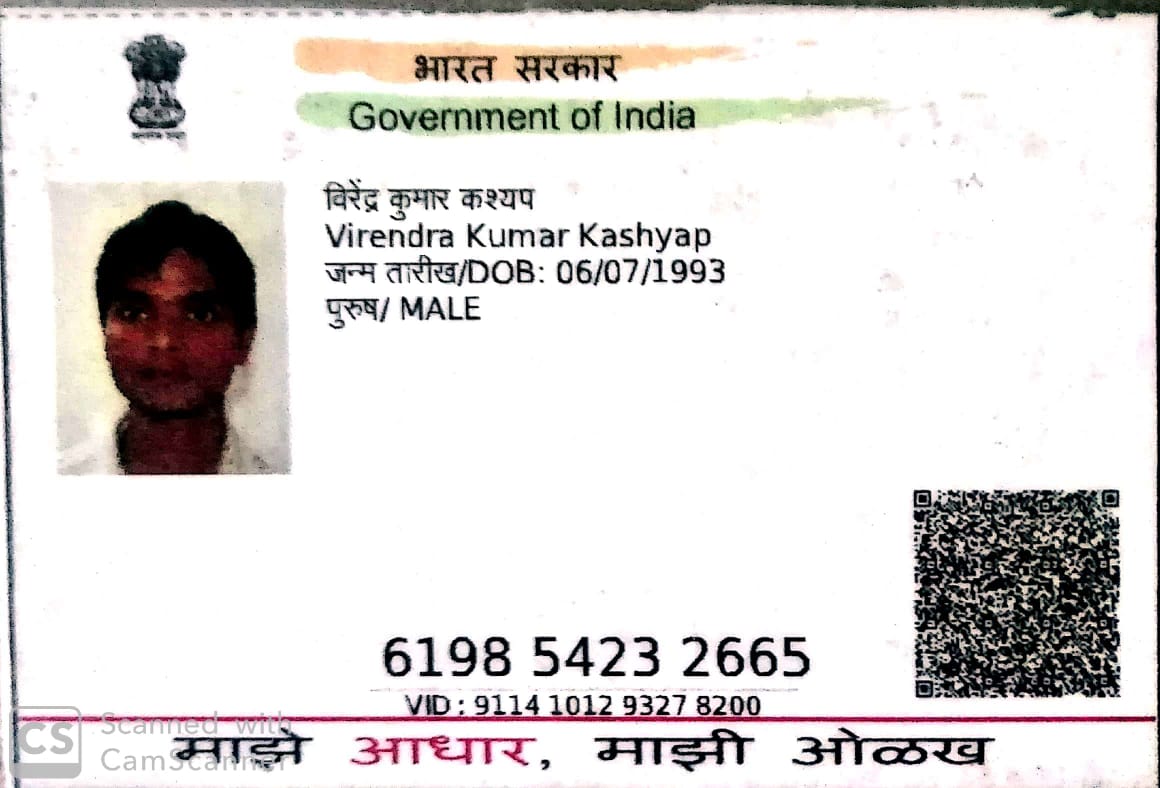 भारत सरकार
Government of India
विरेंद्र कुमार कश्यप
Virendra Kumar Kashyap
जन्म तारीख/DOB: 06/07/1993
पुरुष/ MALE
6198 5423 2665
VID : 9114 1012 9327 8200
माझे आधार, माझी ओळख
CS Scanned with
CamScanner